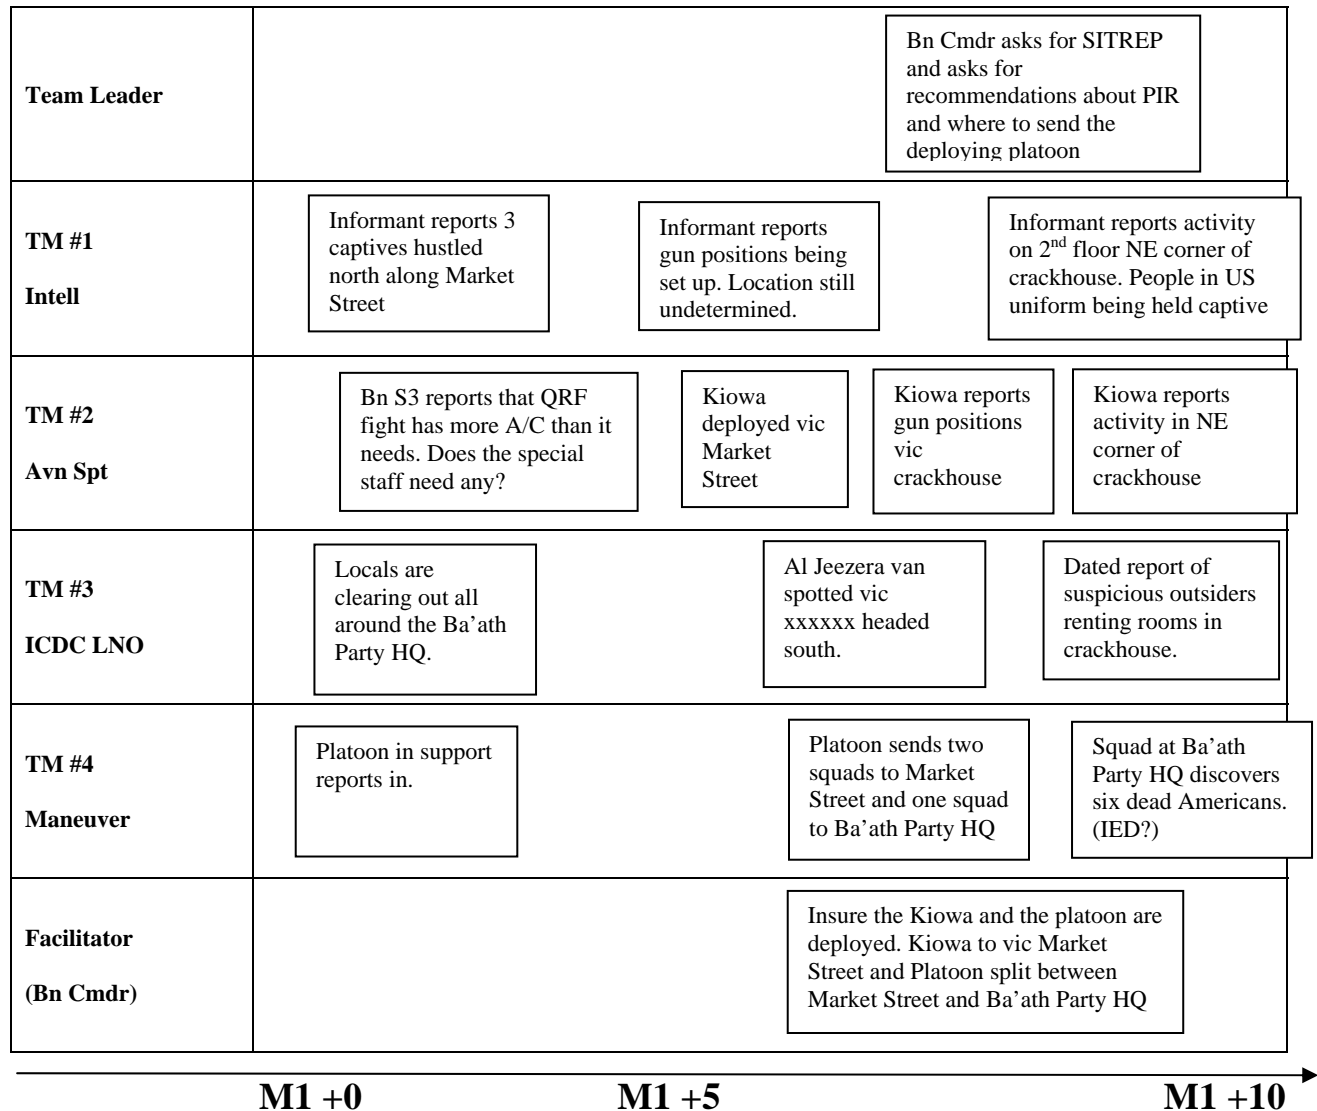 Team Leader
Bn Cmdr asks for SITREP
and asks for
recommendations about PIR
and where to send the
deploying platoon
TM #1
Intell
Informant reports 3
captives hustled
north along Market
Street
Informant reports
gun positions being
set up. Location still
undetermined.
Informant reports activity
on 2nd floor NE corner of
crackhouse. People in US
uniform being held captive
TM #2
Avn Spt
Bn S3 reports that QRF
fight has more A/C than it
needs. Does the special
staff need any?
Kiowa
deployed vic
Market
Street
Kiowa reports
gun positions
vic
crackhouse
Kiowa reports
activity in NE
corner of
crackhouse
TM #3
ICDC LNO
Locals are
clearing out all
around the Ba’ath
Party HQ.
Al Jeezera van
spotted vic
xxxxxx headed
south.
Dated report of
suspicious outsiders
renting rooms in
crackhouse.
TM #4
Maneuver
Platoon in support
reports in.
Platoon sends two
squads to Market
Street and one squad
to Ba’ath Party HQ
Squad at Ba’ath
Party HQ discovers
six dead Americans.
(IED?)
Facilitator
(Bn Cmdr)
Insure the Kiowa and the platoon are
deployed. Kiowa to vic Market
Street and Platoon split between
Market Street and Ba’ath Party HQ
M1 +0
M1 +5
M1 +10